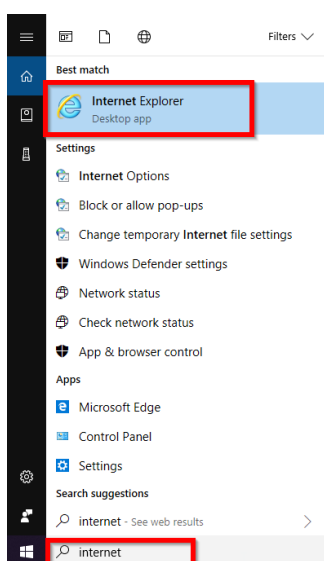 Filters
Best match
Internet Explorer
Desktop app
Settings
Internet Options
Block or allow pop-ups
Change temporary Internet file settings
Windows Defender settings
Network status
Check network status
App & browser control
Apps
Microsoft Edge
Control Panel
Settings
Search suggestions
internet - See web results
internet